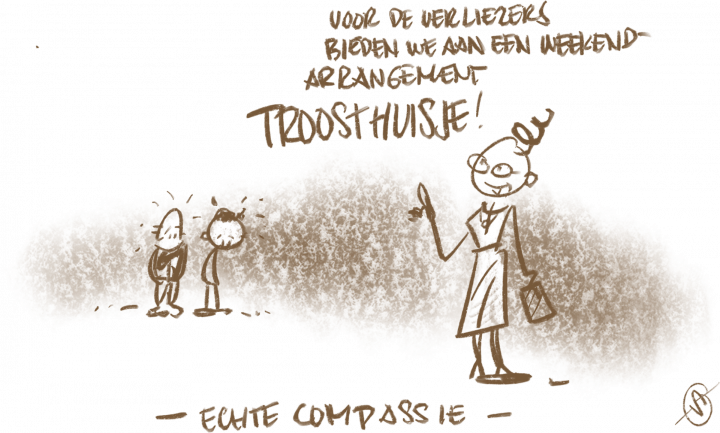 VOOR DE VERLIEZERS
BIEDEN WE AAN EEN WEEKEND-
ARRANGEMENT
TROOSTHUISJE!
- ECHTE COMPASSIE -